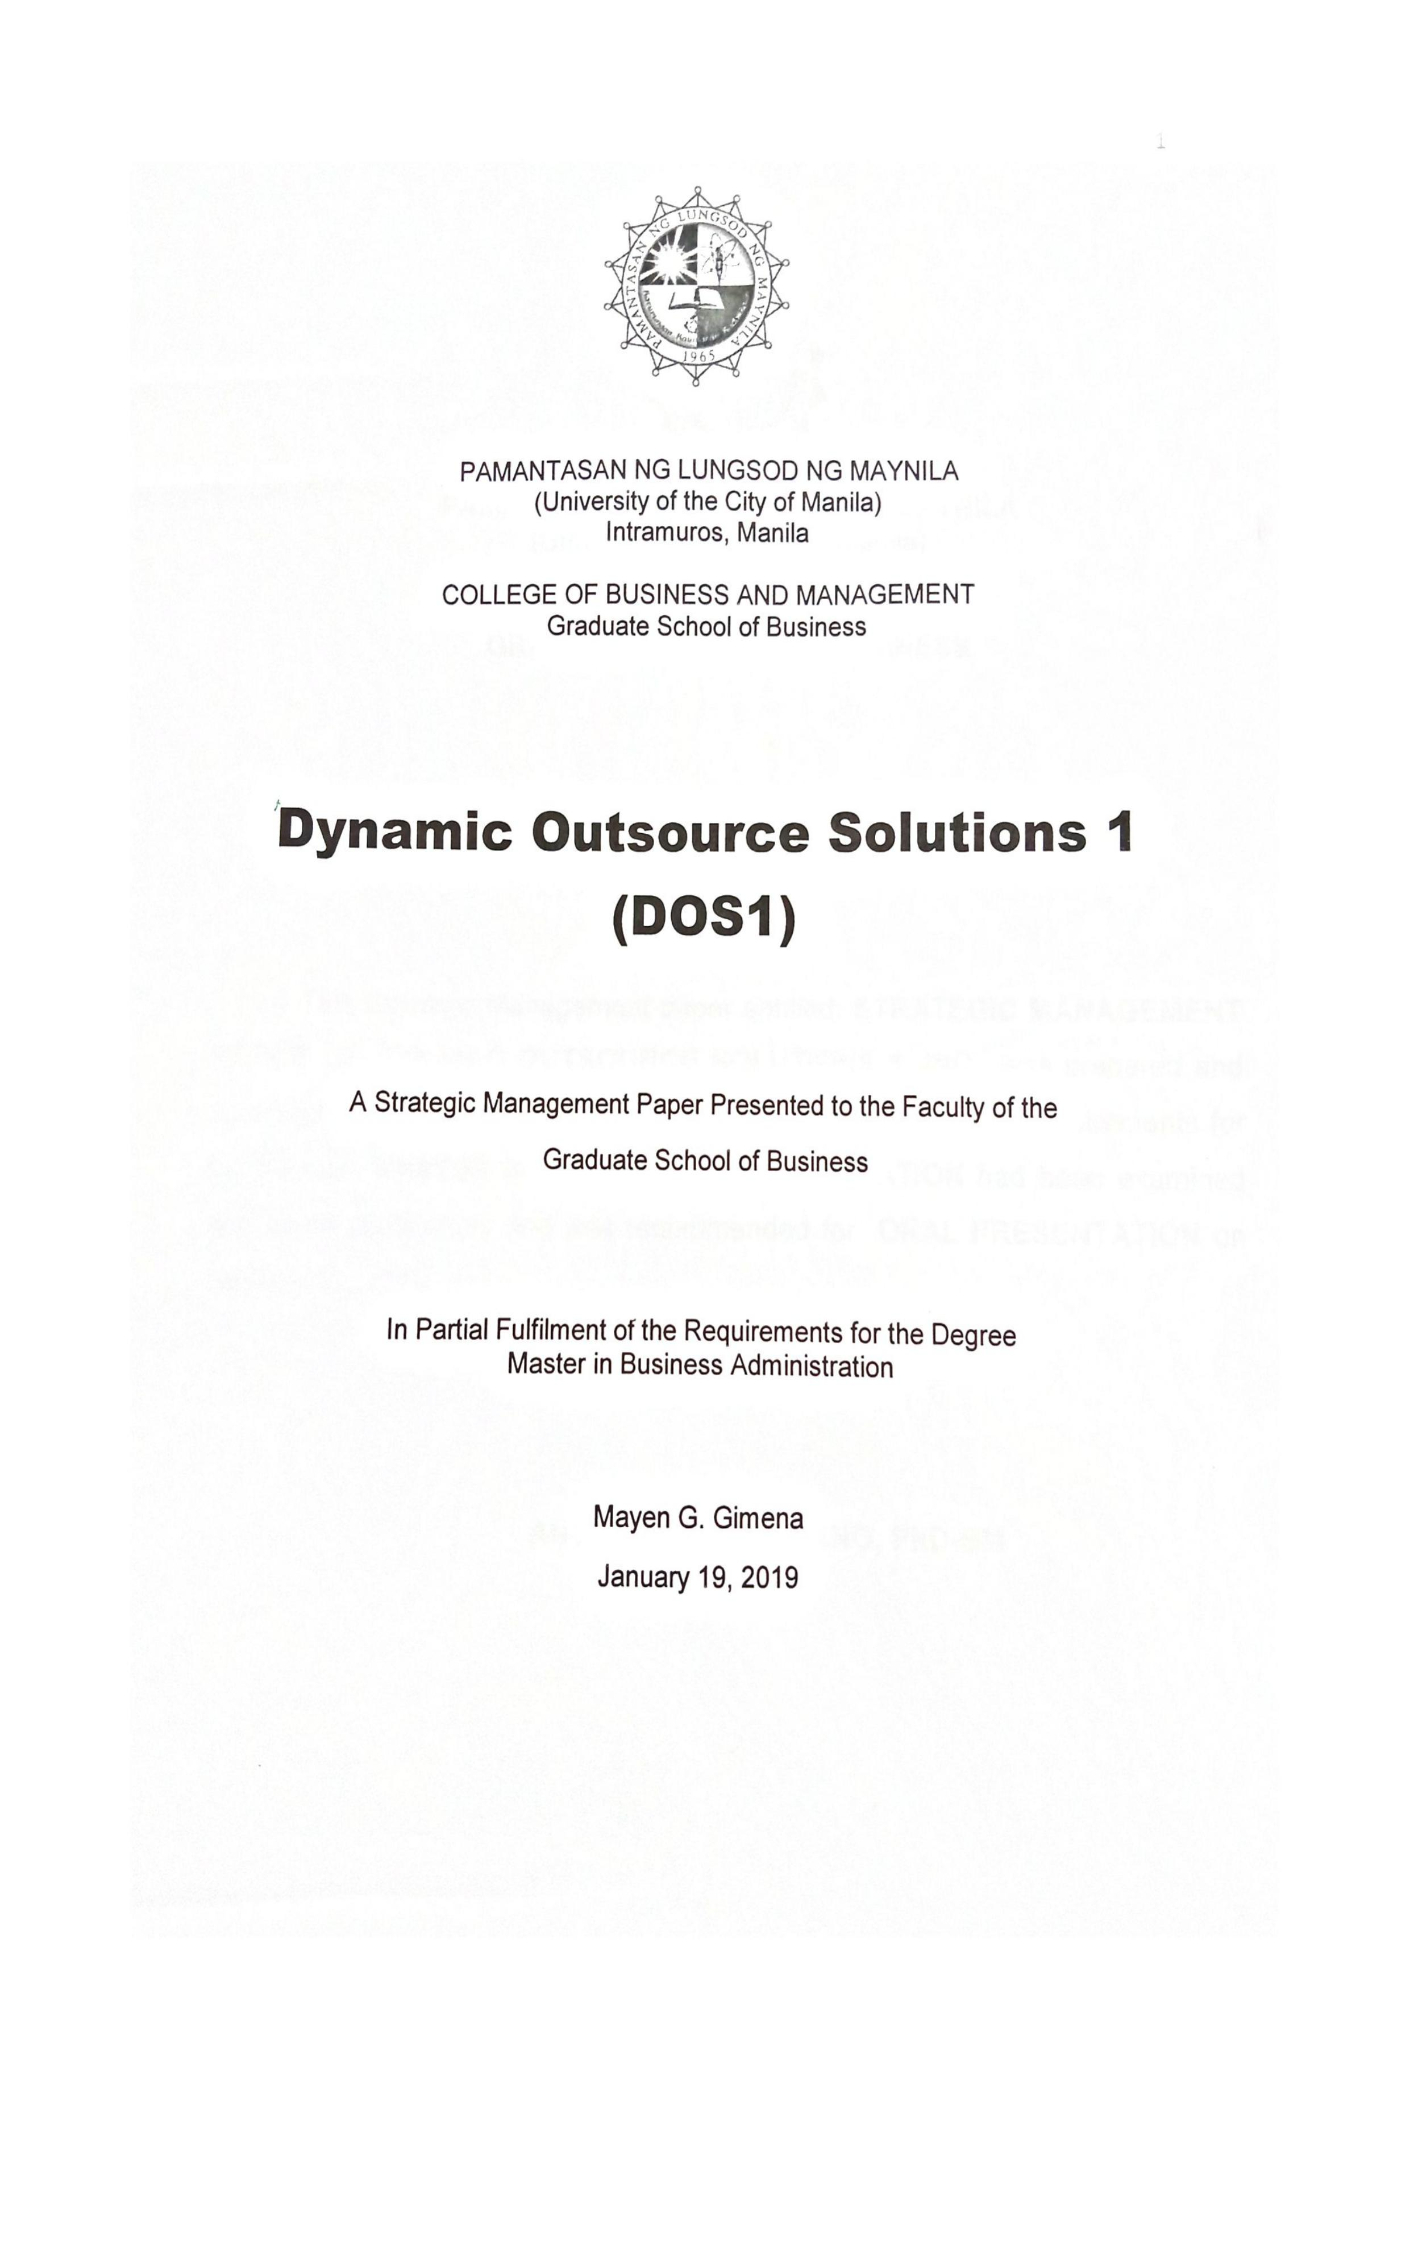 1
PAMANTASAN NG LUNGSOD NG MAYNILA
1965
PAMANTASAN NG LUNGSOD NG MAYNILA
(University of the City of Manila)
Intramuros, Manila
COLLEGE OF BUSINESS AND MANAGEMENT
Graduate School of Business
Dynamic Outsource Solutions 1
(DOS1)
A Strategic Management Paper Presented to the Faculty of the
Graduate School of Business
In Partial Fulfilment of the Requirements for the Degree
Master in Business Administration
Mayen G. Gimena
January 19, 2019